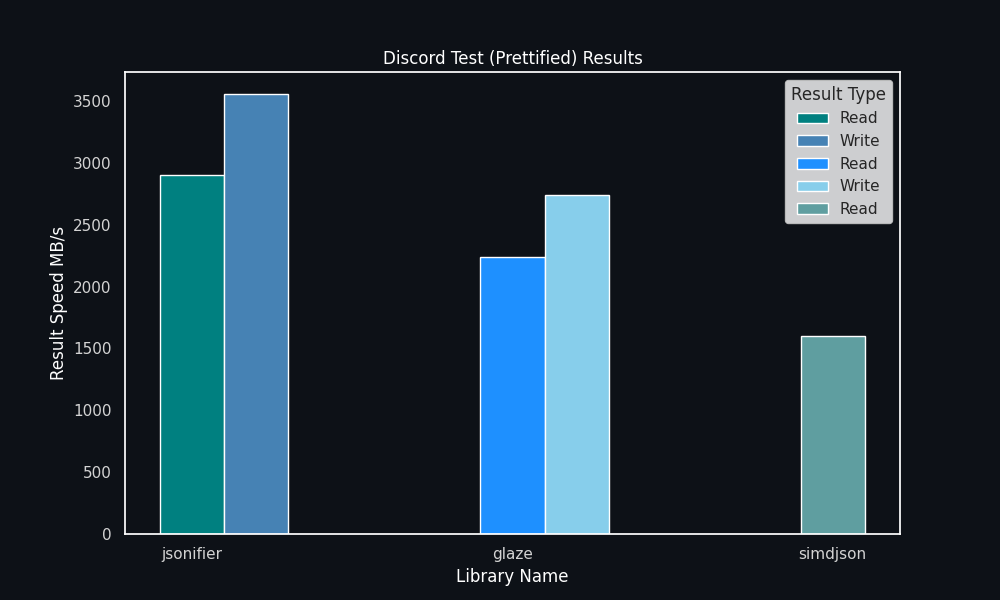 Discord Test (Prettified) Results
Result Type
Read
Write
Read
Write
Read
Result Speed MB/s
3500
3000
2500
2000
1500
1000
500
0
jsonifier
glaze
simdjson
Library Name